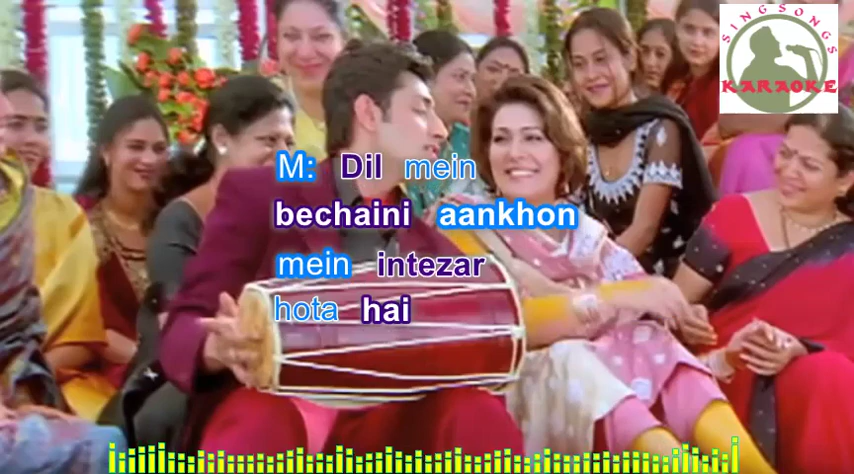 SINGSONGS
KARAOKE
M: Dil mein
bechaini aankhon
mein intezar
hota hai